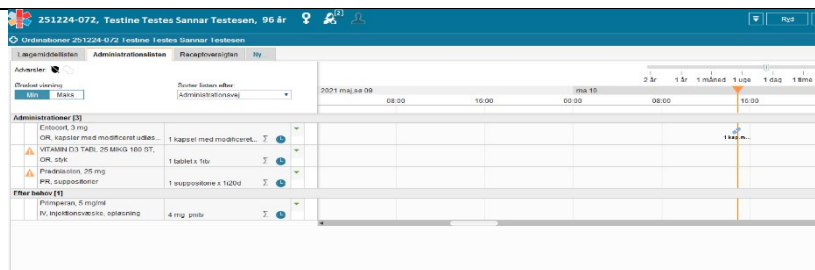 251224-072, Testine Testes Sannar Testesen, 96 år
[2]
Ryd
Ordinationer 251224-072 Testine Testes Sannar Testesen
Lægemiddellisten Administrationslisten Receptoversigten Ny
Advarsler:
Ønsket visning
Min Maks
Sorter listen efter
Administrationsvej
2 år 1 år 1 måned 1 uge 1 dag 1 time
2021 maj,sø 09 ma 10
08:00 16:00 00:00 08:00 16:00
Administrationer [3]
Entocort, 3 mg
OR, kapsler med modificeret udløs... 1 kapsel med modificeret... Σ
1 kap.m...
VITAMIN D3 TABL 25 MIKG 180 ST,
OR, styk 1 tablet x
Σ
Prednisolon, 25 mg
PR, suppositorier 1 suppositorie x
Σ
Efter behov [1]
Primperan, 5 mg/ml
IV, injektionsvæske, opløsning 4 mg
Σ